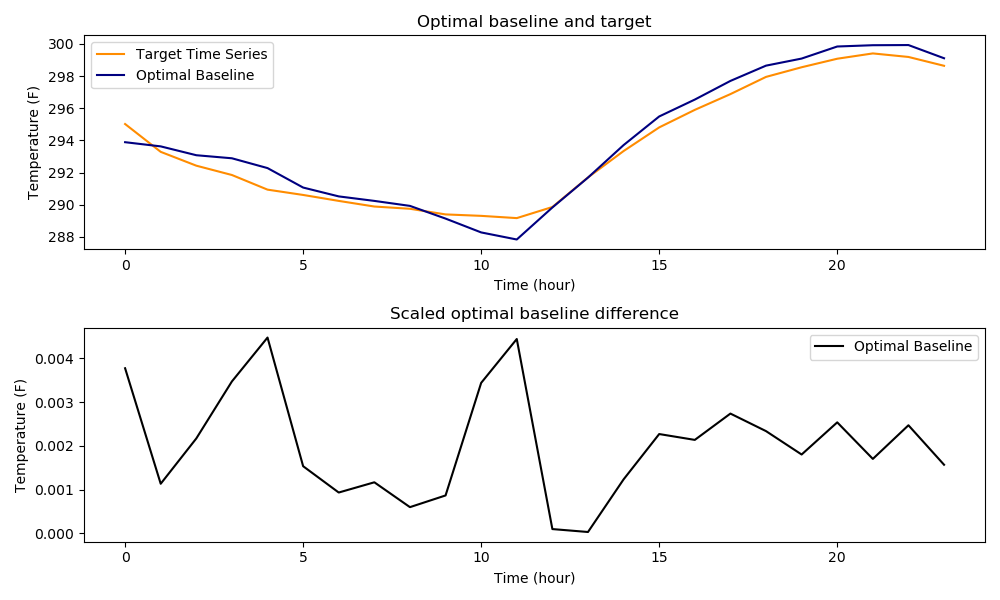 Optimal baseline and target
Temperature (F)
300
298
296
294
292
290
288
Target Time Series
Optimal Baseline
0 5 10 15 20
Time (hour)
Scaled optimal baseline difference
Temperature (F)
0.004
0.003
0.002
0.001
0.000
Optimal Baseline
0 5 10 15 20
Time (hour)